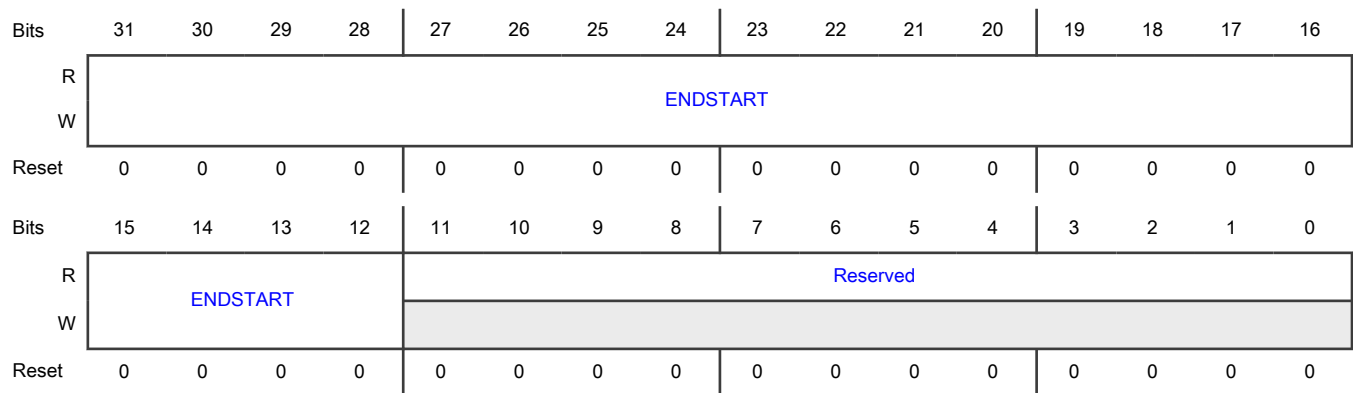 Bits 31 30 29 28 27 26 25 24 23 22 21 20 19 18 17 16
R
ENDSTART
W
Reset 0 0 0 0 0 0 0 0 0 0 0 0 0 0 0 0
Bits 15 14 13 12 11 10 9 8 7 6 5 4 3 2 1 0
R Reserved
ENDSTART
W
Reset 0 0 0 0 0 0 0 0 0 0 0 0 0 0 0 0